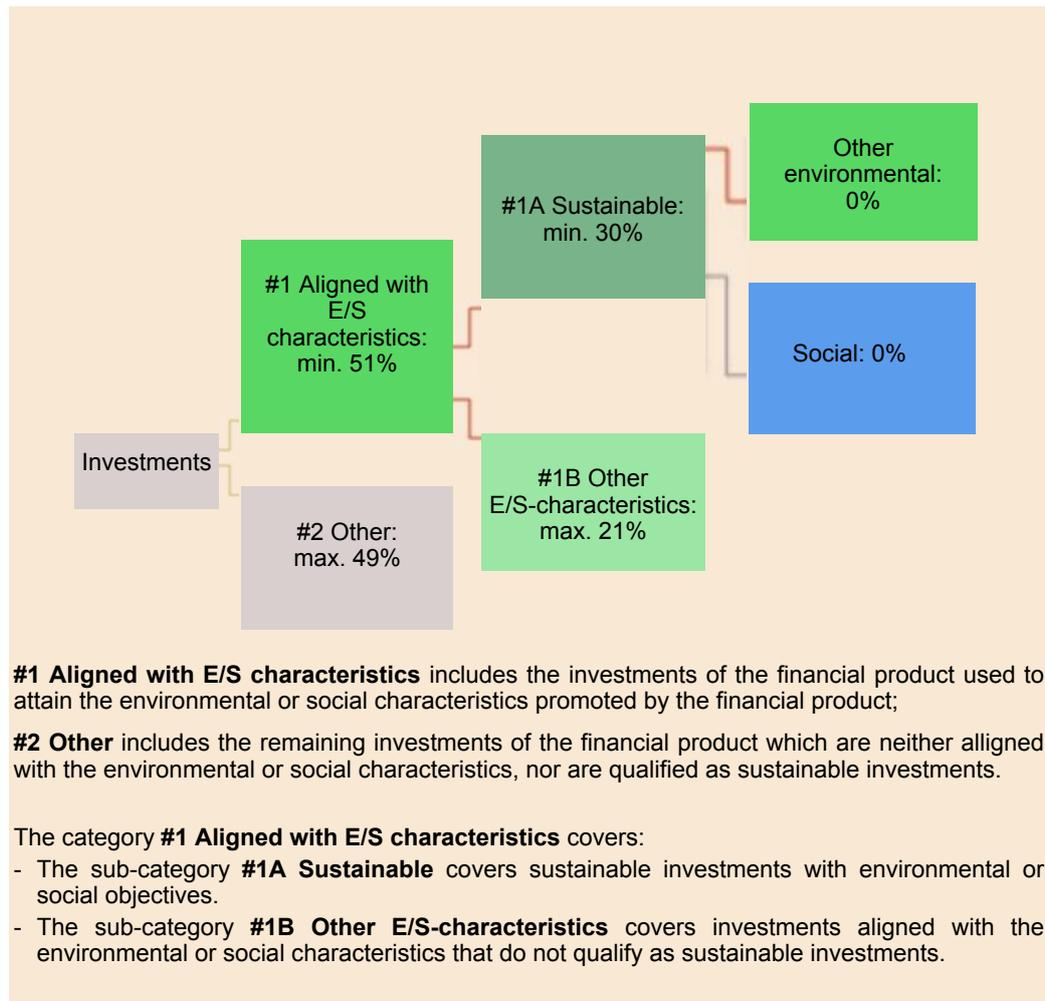 Other
environmental:
0%
#1A Sustainable:
min. 30%
#1 Aligned with
E/S
characteristics:
min. 51%
Social: 0%
Investments
#1B Other
E/S-characteristics:
max. 21%
#2 Other:
max. 49%
#1 Aligned with E/S characteristics includes the investments of the financial product used to
attain the environmental or social characteristics promoted by the financial product;
#2 Other includes the remaining investments of the financial product which are neither alligned
with the environmental or social characteristics, nor are qualified as sustainable investments.
The category #1 Aligned with E/S characteristics covers:
- The sub-category #1A Sustainable covers sustainable investments with environmental or
social objectives.
- The sub-category #1B Other E/S-characteristics covers investments aligned with the
environmental or social characteristics that do not qualify as sustainable investments.